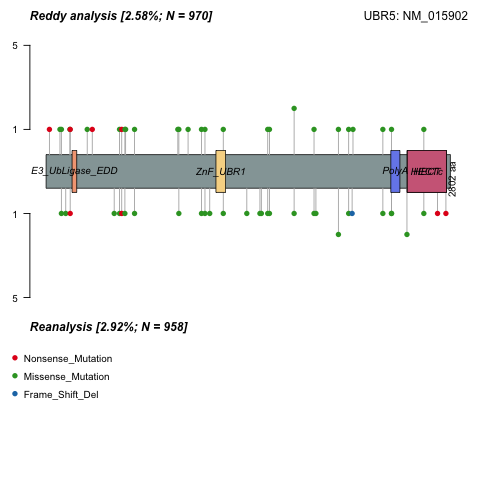 Reddy analysis [2.58%; N = 970]
UBR5: NM_015902
5
1
E3_UbLigase_EDD
ZnF_UBR1
PolyA
HECTc
2802 aa
1
5
Reanalysis [2.92%; N = 958]
Nonsense_Mutation
Missense_Mutation
Frame_Shift_Del